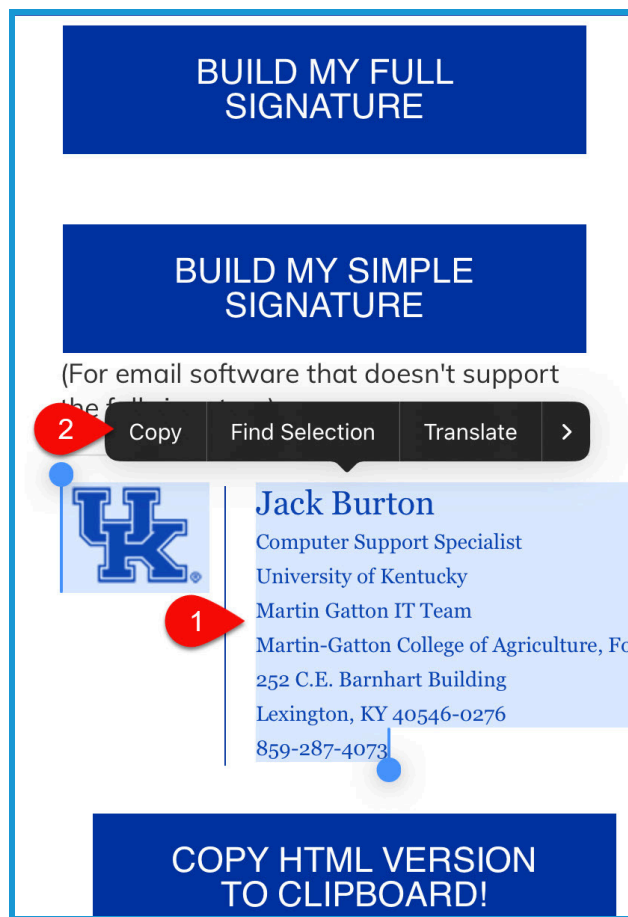 BUILD MY FULL
SIGNATURE
BUILD MY SIMPLE
SIGNATURE
(For email software that doesn't support
the
2
Copy
Find Selection
Translate
UK
Jack Burton
Computer Support Specialist
University of Kentucky
1
Martin Gatton IT Team
Martin-Gatton College of Agriculture,
252 C.E. Barnhart Building
Lexington, KY 40546-0276
859-287-4073
COPY HTML VERSION
TO CLIPBOARD!